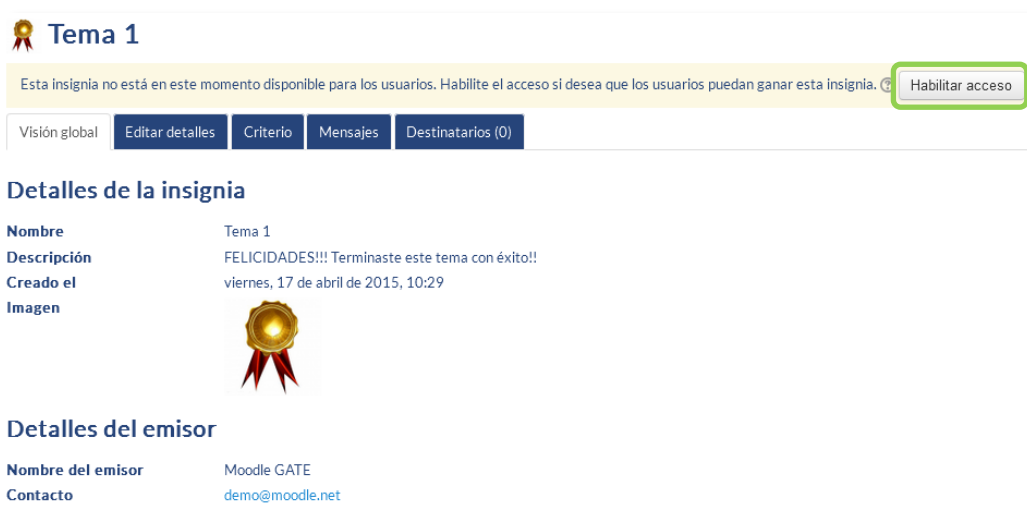 Tema 1
Esta insignia no está en este momento disponible para los usuarios. Habilite el acceso si desea que los usuarios puedan ganar esta insignia. ? Habilitar acceso
Visión global Editar detalles Criterio Mensajes Destinatarios (0)
Detalles de la insignia
Nombre Tema 1
Descripción FELICIDADES!!! Terminaste este tema con éxito!!
Creado el viernes, 17 de abril de 2015, 10:29
Imagen
Detalles del emisor
Nombre del emisor Moodle GATE
Contacto demo@moodle.net